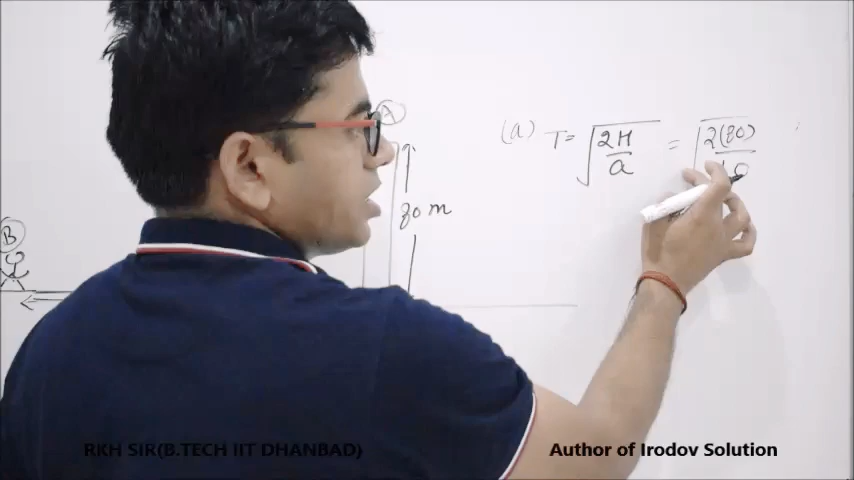 A
(a) T = √(2H/a) = √(2(80)/10)
80 m
B
RKH SIR(B.TECH IIT DHANBAD)
Author of Irodov Solution